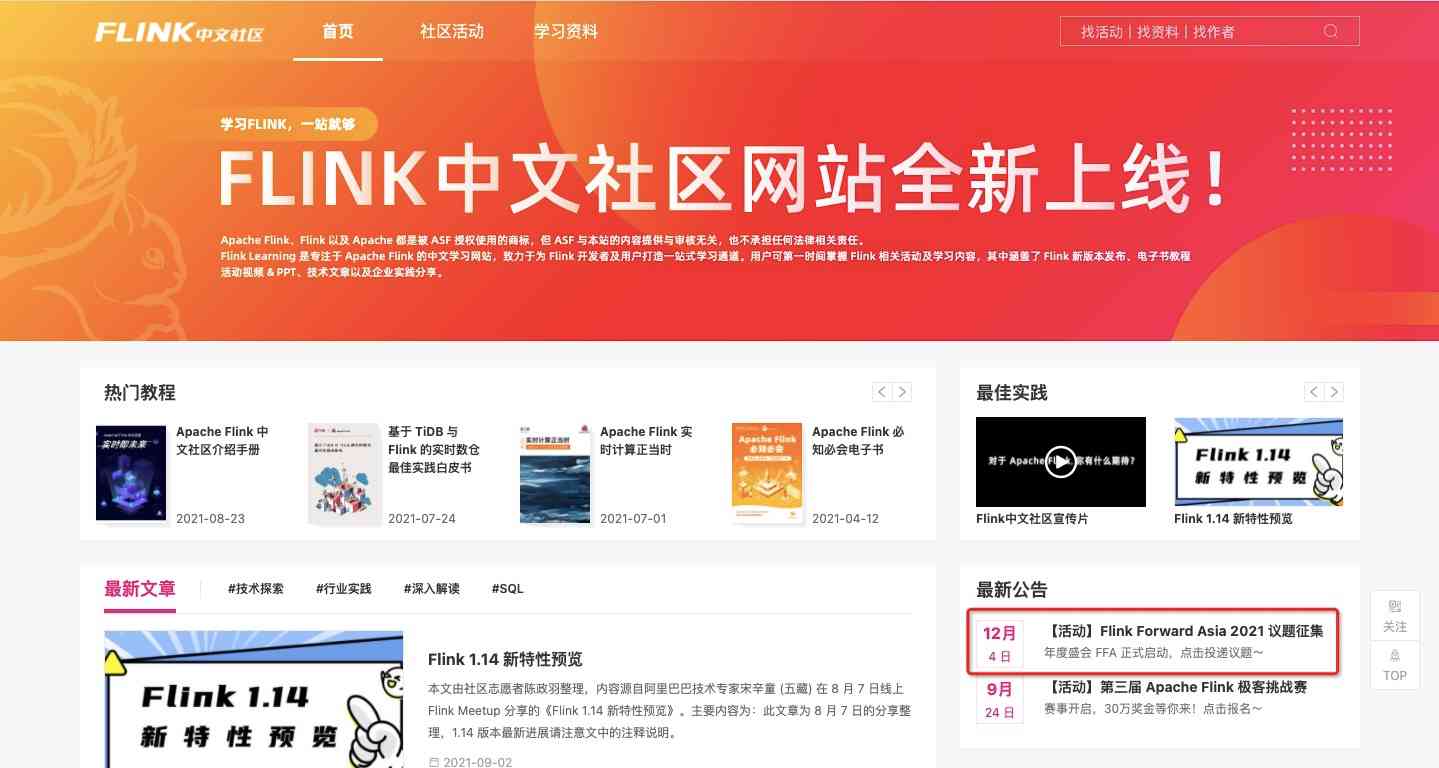 FLINK中文社区
首页
社区活动
学习资料
找活动 | 找资料 | 找作者
学习FLINK，一站就够
FLINK中文社区网站全新上线！
Apache Flink、Flink 以及 Apache 都是被 ASF 授权使用的商标，但 ASF 与本站的内容提供与审核无关，也不承担任何法律相关责任。
Flink Learning 是专注于 Apache Flink 的中文学习网站，致力于为 Flink 开发者及用户打造一站式学习通道。用户可第一时间掌握 Flink 相关活动及学习内容，其中涵盖了 Flink 新版本发布、电子书教程
活动视频 & PPT、技术文章以及企业实践分享。
热门教程
实时即未来
Apache Flink 中
文社区介绍手册
2021-08-23
基于 TiDB 与
Flink 的实时数仓
最佳实践白皮书
2021-07-24
实时计算正当时
Apache Flink 实
时计算正当时
2021-07-01
Apache Flink
必知必会
Apache Flink 必
知必会电子书
2021-04-12
最佳实践
对于 Apache Flink, 你有什么期待?
Flink中文社区宣传片
Flink 1.14
新特性预览
Flink 1.14 新特性预览
最新文章
#技术探索
#行业实践
#深入解读
#SQL
Flink 1.14
新特性预览
Flink 1.14 新特性预览
本文由社区志愿者陈政羽整理，内容源自阿里巴巴技术专家宋辛童 (五藏) 在 8 月 7 日线上
Flink Meetup 分享的《Flink 1.14 新特性预览》。主要内容为：此文章为 8 月 7 日的分享整
理，1.14 版本最新进展请注意文中的注释说明。
2021-09-02
最新公告
12月
4 日
【活动】Flink Forward Asia 2021 议题征集
年度盛会 FFA 正式启动，点击投递议题～
9月
24 日
【活动】第三届 Apache Flink 极客挑战赛
赛事开启，30万奖金等你来！点击报名～
关注
TOP